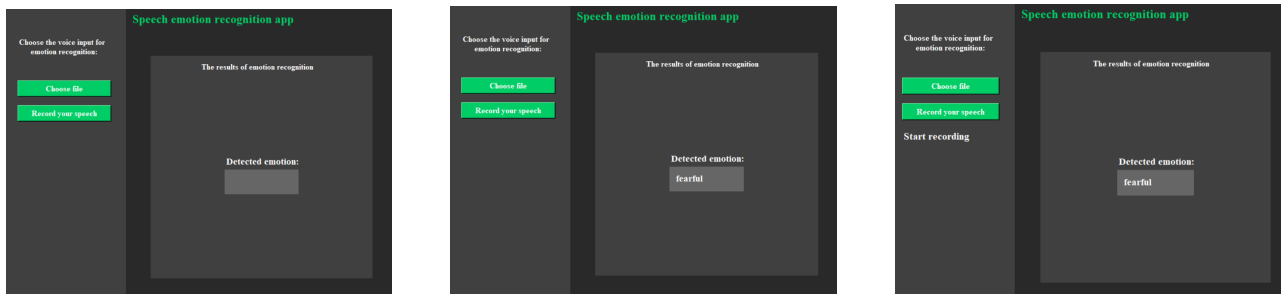 Speech emotion recognition app
Choose the voice input for
emotion recognition:
The results of emotion recognition
Choose file
Record your speech
Detected emotion:
Speech emotion recognition app
Choose the voice input for
emotion recognition:
The results of emotion recognition
Choose file
Record your speech
Detected emotion:
fearful
Speech emotion recognition app
Choose the voice input for
emotion recognition:
The results of emotion recognition
Choose file
Record your speech
Start recording
Detected emotion:
fearful